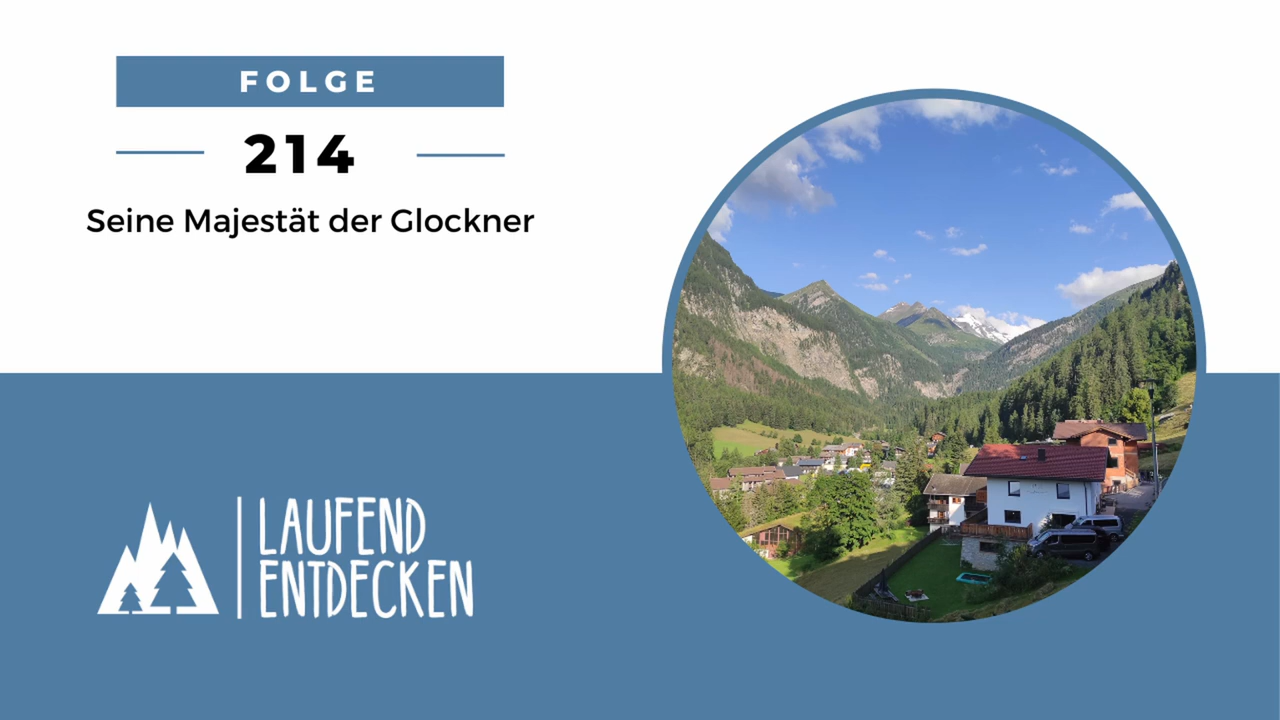 FOLGE
214
Seine Majestät der Glockner
LAUFEND
ENTDECKEN